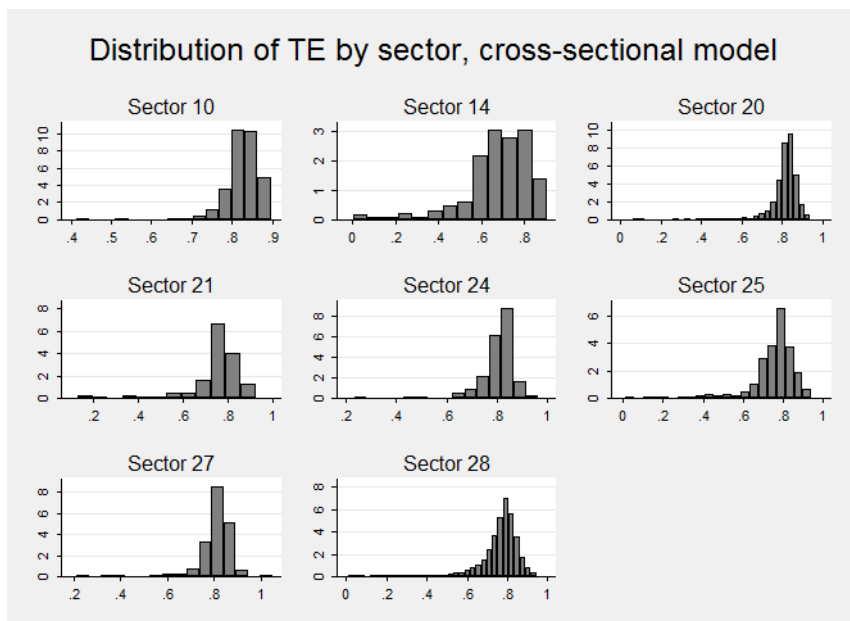 Distribution of TE by sector, cross-sectional model
Sector 10
0 2 4 6 8 10
.4 .5 .6 .7 .8 .9
Sector 14
0 1 2 3
0 .2 .4 .6 .8
Sector 20
0 2 4 6 8 10
0 .2 .4 .6 .8 1
Sector 21
0 2 4 6 8
.2 .4 .6 .8 1
Sector 24
0 2 4 6 8
.2 .4 .6 .8 1
Sector 25
0 2 4 6
0 .2 .4 .6 .8 1
Sector 27
0 2 4 6 8
.2 .4 .6 .8 1
Sector 28
0 2 4 6 8
0 .2 .4 .6 .8 1